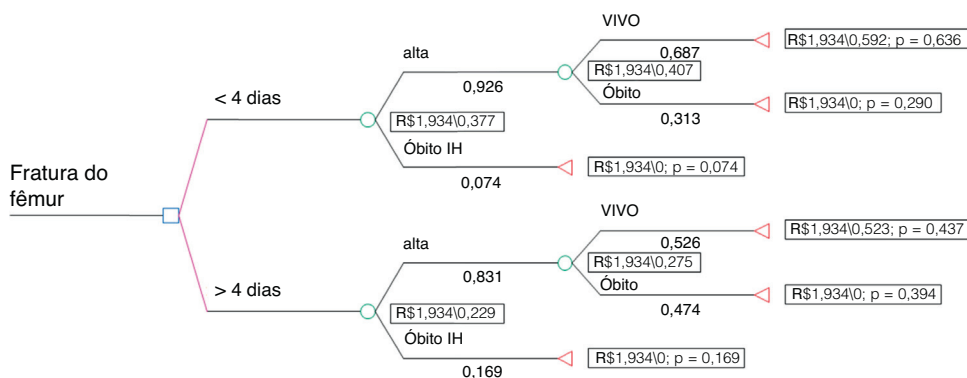 VIVO
R$1,934\0,592; p = 0,636
alta
0,687
R$1,934\0,407
0,926
Óbito
< 4 dias
R$1,934\0; p = 0,290
R$1,934\0,377
0,313
Óbito IH
R$1,934\0; p = 0,074
Fratura do
fêmur
0,074
VIVO
R$1,934\0,523; p = 0,437
alta
0,526
R$1,934\0,275
0,831
Óbito
> 4 dias
R$1,934\0; p = 0,394
R$1,934\0,229
0,474
Óbito IH
R$1,934\0; p = 0,169
0,169